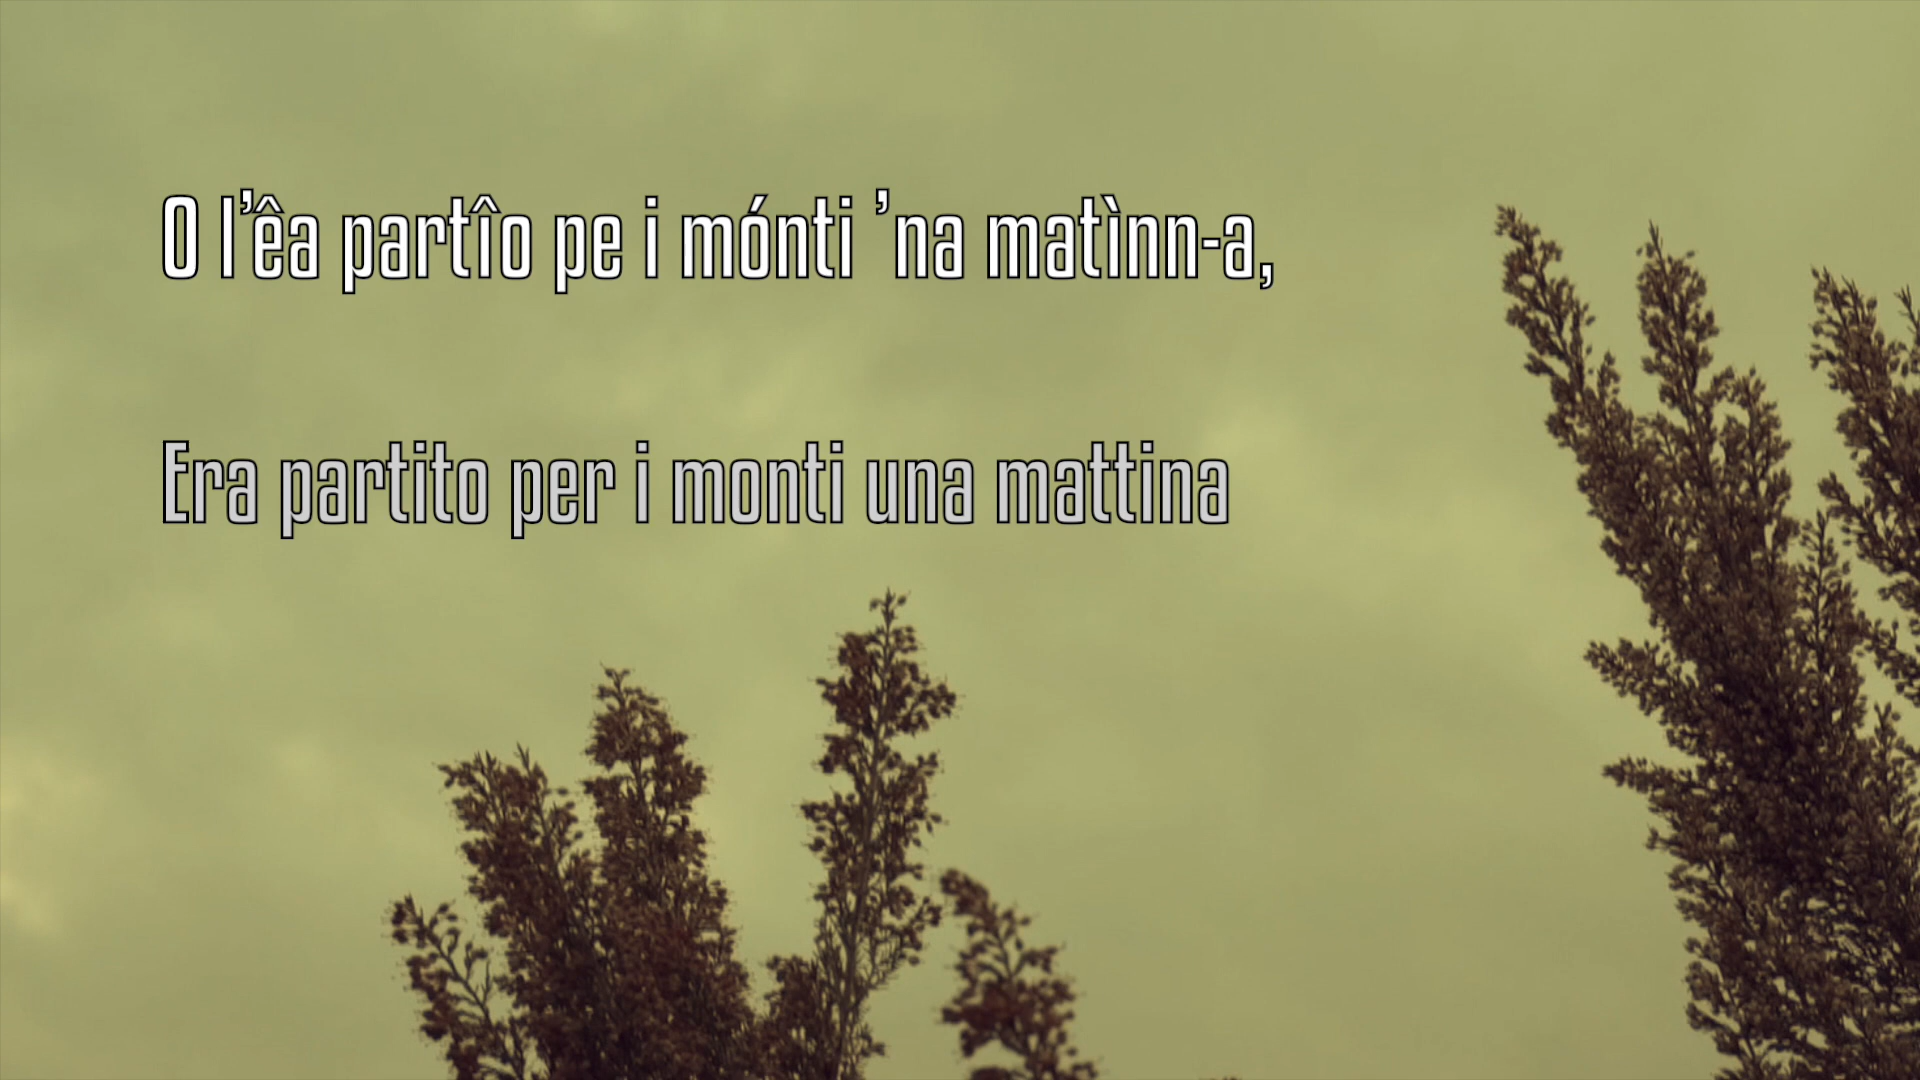 O l’êa partîo pe i mónti ’na matìnn-a,
Era partito per i monti una mattina